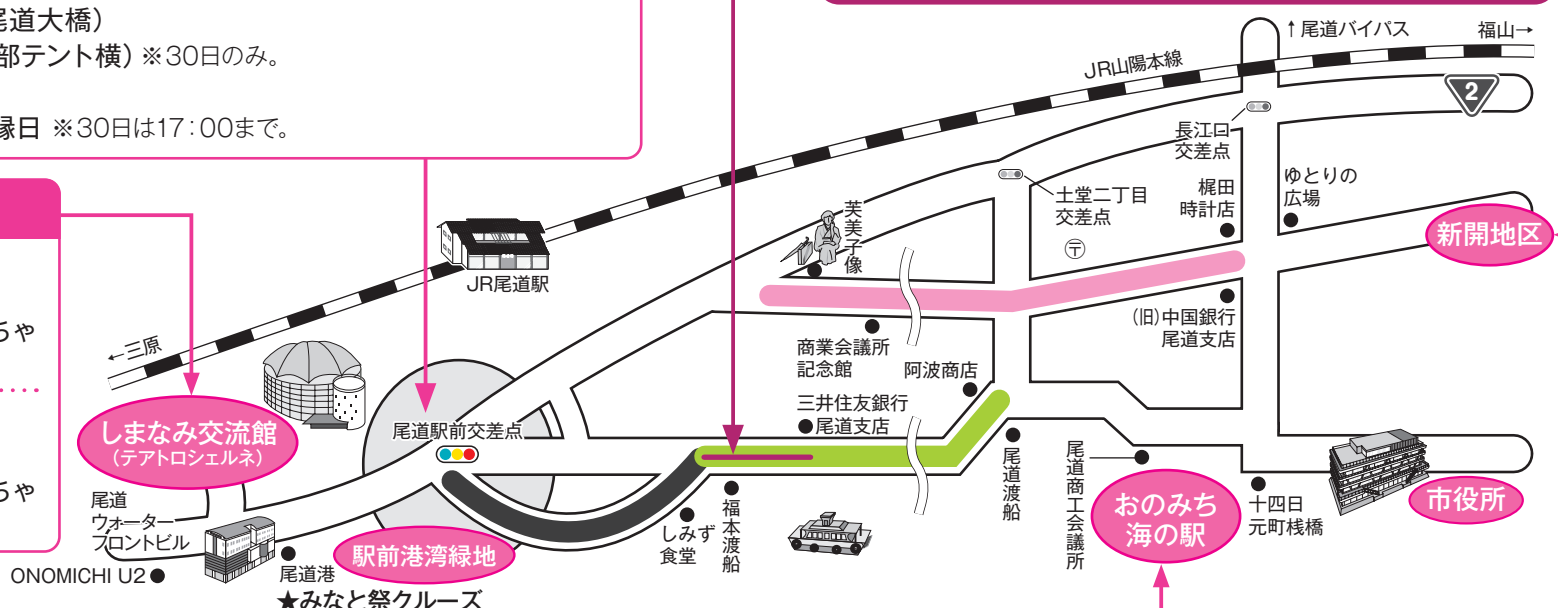 尾道大橋)
部テント横) ※30日のみ。
縁日 ※30日は17:00まで。
ちゃ
ちゃ
↑尾道バイパス
福山→
JR山陽本線
2
長江口
交差点
土堂二丁目
交差点
梶田
時計店
ゆとりの
広場
新開地区
芙美子像
〒
JR尾道駅
←三原
(旧)中国銀行
尾道支店
商業会議所
記念館
阿波商店
三井住友銀行
尾道支店
しまなみ交流館
(テアトロシェルネ)
尾道駅前交差点
尾道
ウォーター
フロントビル
ONOMICHI U2
尾道港
駅前港湾緑地
★みなと祭クルーズ
しみず
食堂
福本渡船
尾道渡船
尾道商工会議所
おのみち
海の駅
十四日
元町桟橋
市役所